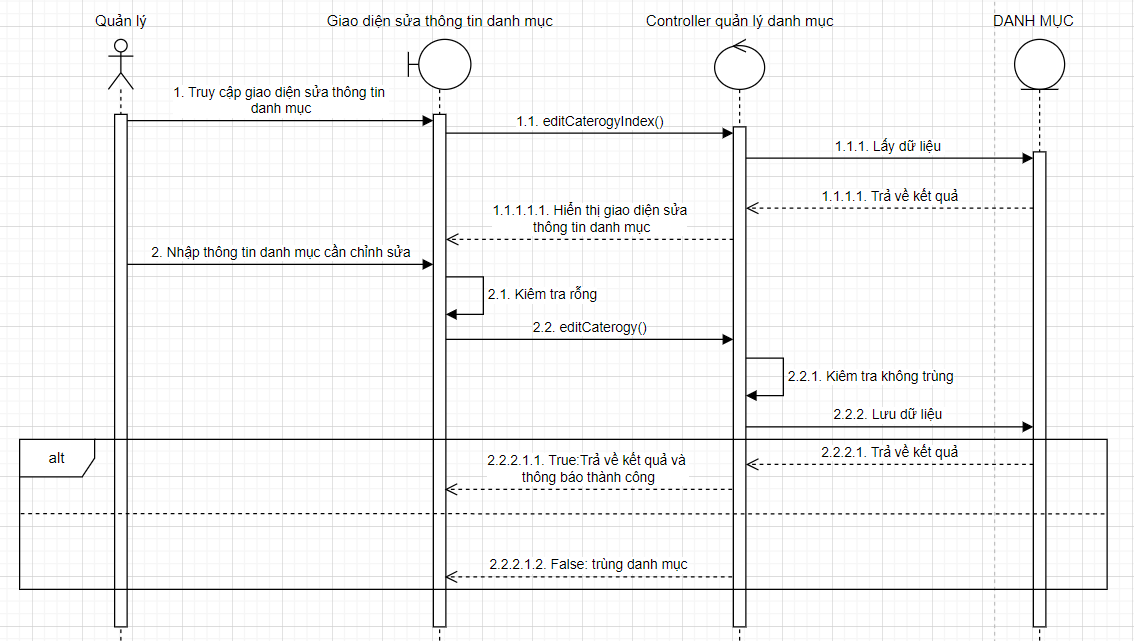 Quản lý
Giao diện sửa thông tin danh mục
Controller quản lý danh mục
DANH MỤC
1. Truy cập giao diện sửa thông tin
danh mục
1.1. editCaterogyIndex()
1.1.1. Lấy dữ liệu
1.1.1.1. Trả về kết quả
1.1.1.1.1. Hiển thị giao diện sửa
thông tin danh mục
2. Nhập thông tin danh mục cần chỉnh sửa
2.1. Kiêm tra rỗng
2.2. editCaterogy()
2.2.1. Kiêm tra không trùng
2.2.2. Lưu dữ liệu
alt
2.2.2.1. Trả về kết quả
2.2.2.1.1. True:Trả về kết quả và
thông báo thành công
2.2.2.1.2. False: trùng danh mục